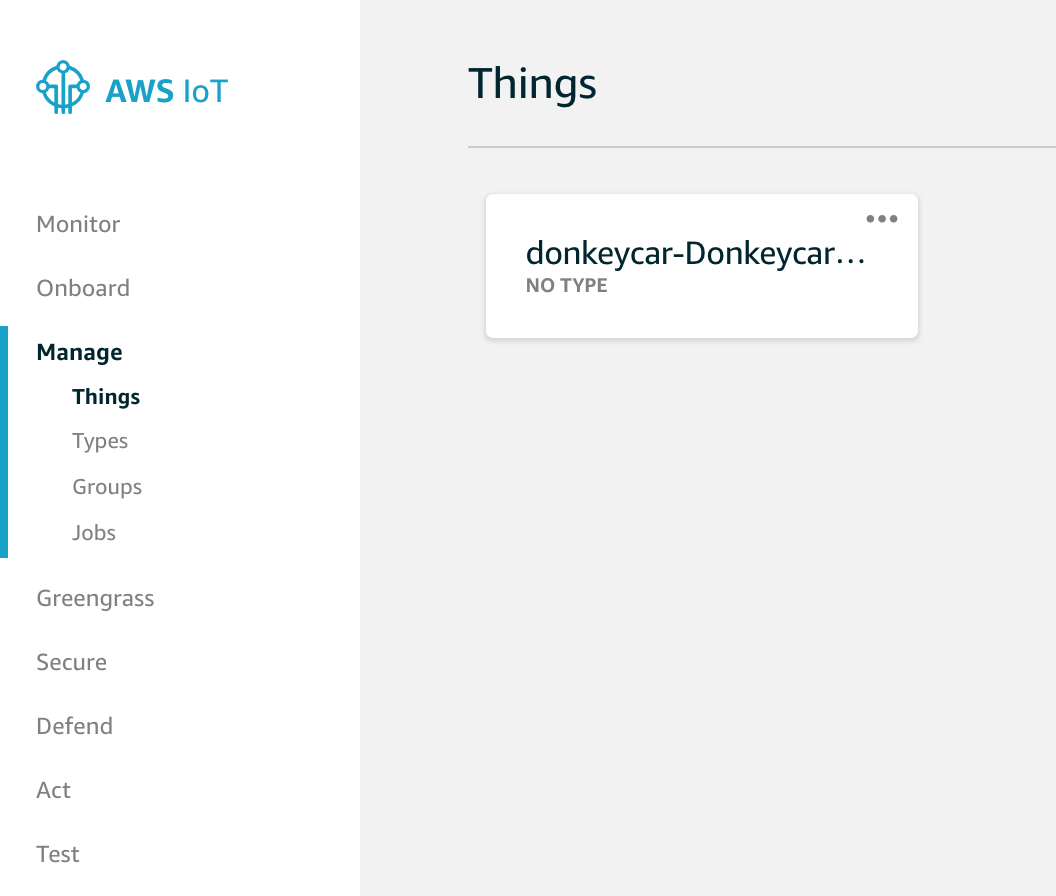 AWS IoT
Monitor
Onboard
Manage
Things
Types
Groups
Jobs
Greengrass
Secure
Defend
Act
Test
Things
donkeycar-Donkeycar...
NO TYPE